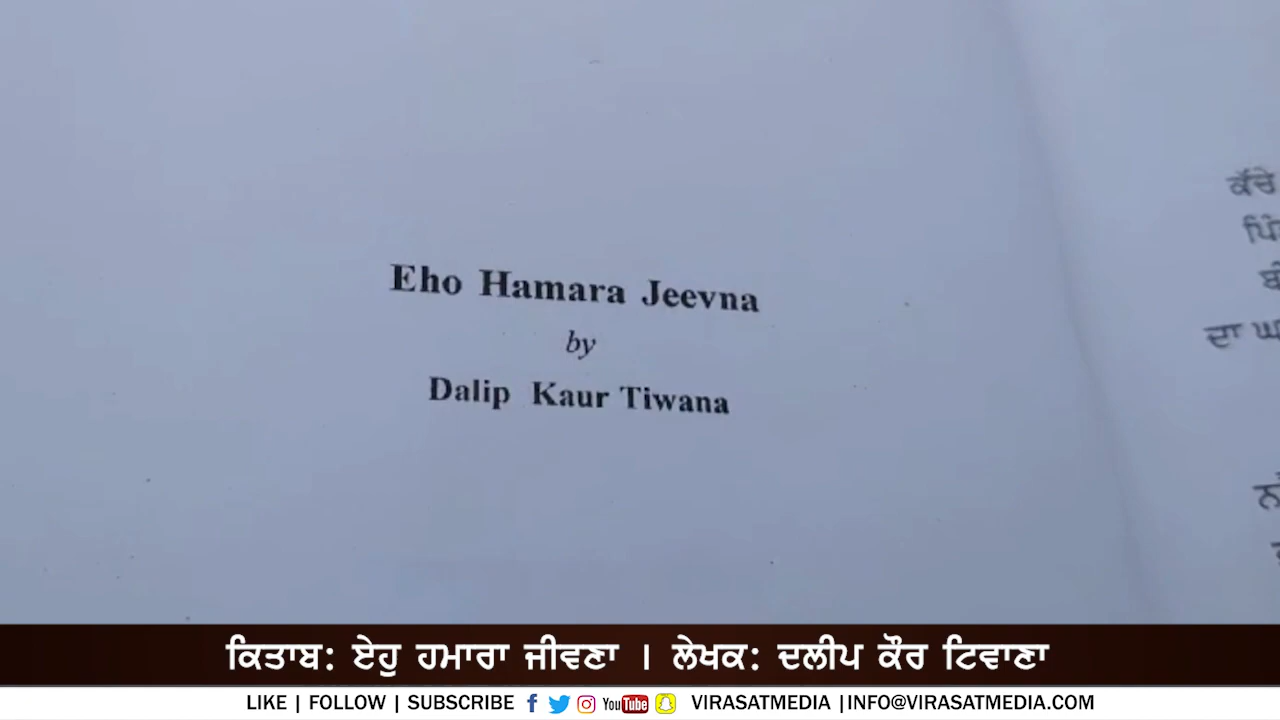 Eho Hamara Jeevna
by
Dalip Kaur Tiwana
ਕੱਚੇ
ਦਾ
ਕਿਤਾਬ: ਏਹੁ ਹਮਾਰਾ ਜੀਵਣਾ । ਲੇਖਕ: ਦਲੀਪ ਕੌਰ ਟਿਵਾਣਾ
LIKE | FOLLOW | SUBSCRIBE YouTube VIRASATMEDIA |INFO@VIRASATMEDIA.COM